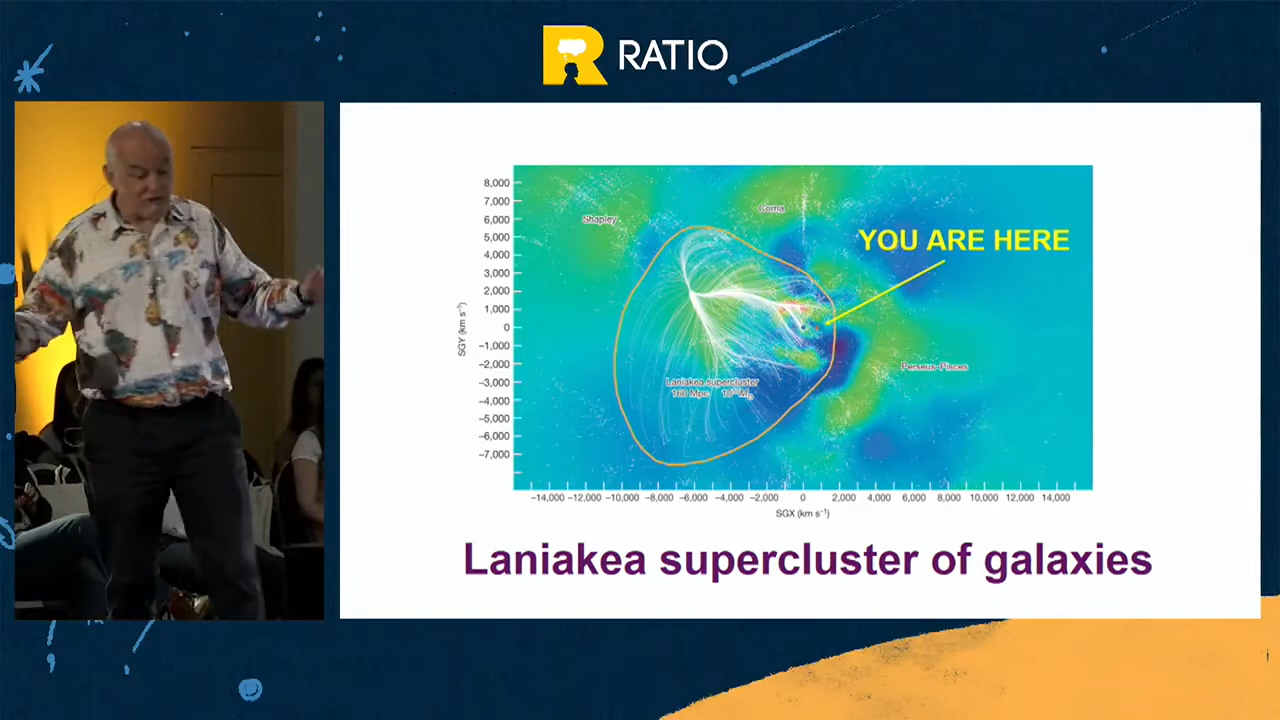 RATIO
8,000
7,000
6,000
5,000
4,000
3,000
2,000
1,000
0
−1,000
−2,000
−3,000
−4,000
−5,000
−6,000
−7,000
SGY (km s⁻¹)
Shapley
Coma
YOU ARE HERE
Perseus-Pisces
Laniakea supercluster
160 Mpc
−14,000 −12,000 −10,000 −8,000 −6,000 −4,000 −2,000 0 2,000 4,000 6,000 8,000 10,000 12,000 14,000
SGX (km s⁻¹)
Laniakea supercluster of galaxies